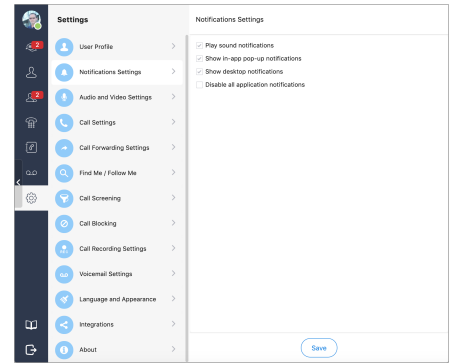 Settings
Notifications Settings
2
User Profile
Play sound notifications
Show in-app pop-up notifications
Notifications Settings
Show desktop notifications
Disable all application notifications
2
Audio and Video Settings
Call Settings
Call Forwarding Settings
Find Me / Follow Me
Call Screening
Call Blocking
Call Recording Settings
Voicemail Settings
Language and Appearance
Integrations
About
Save